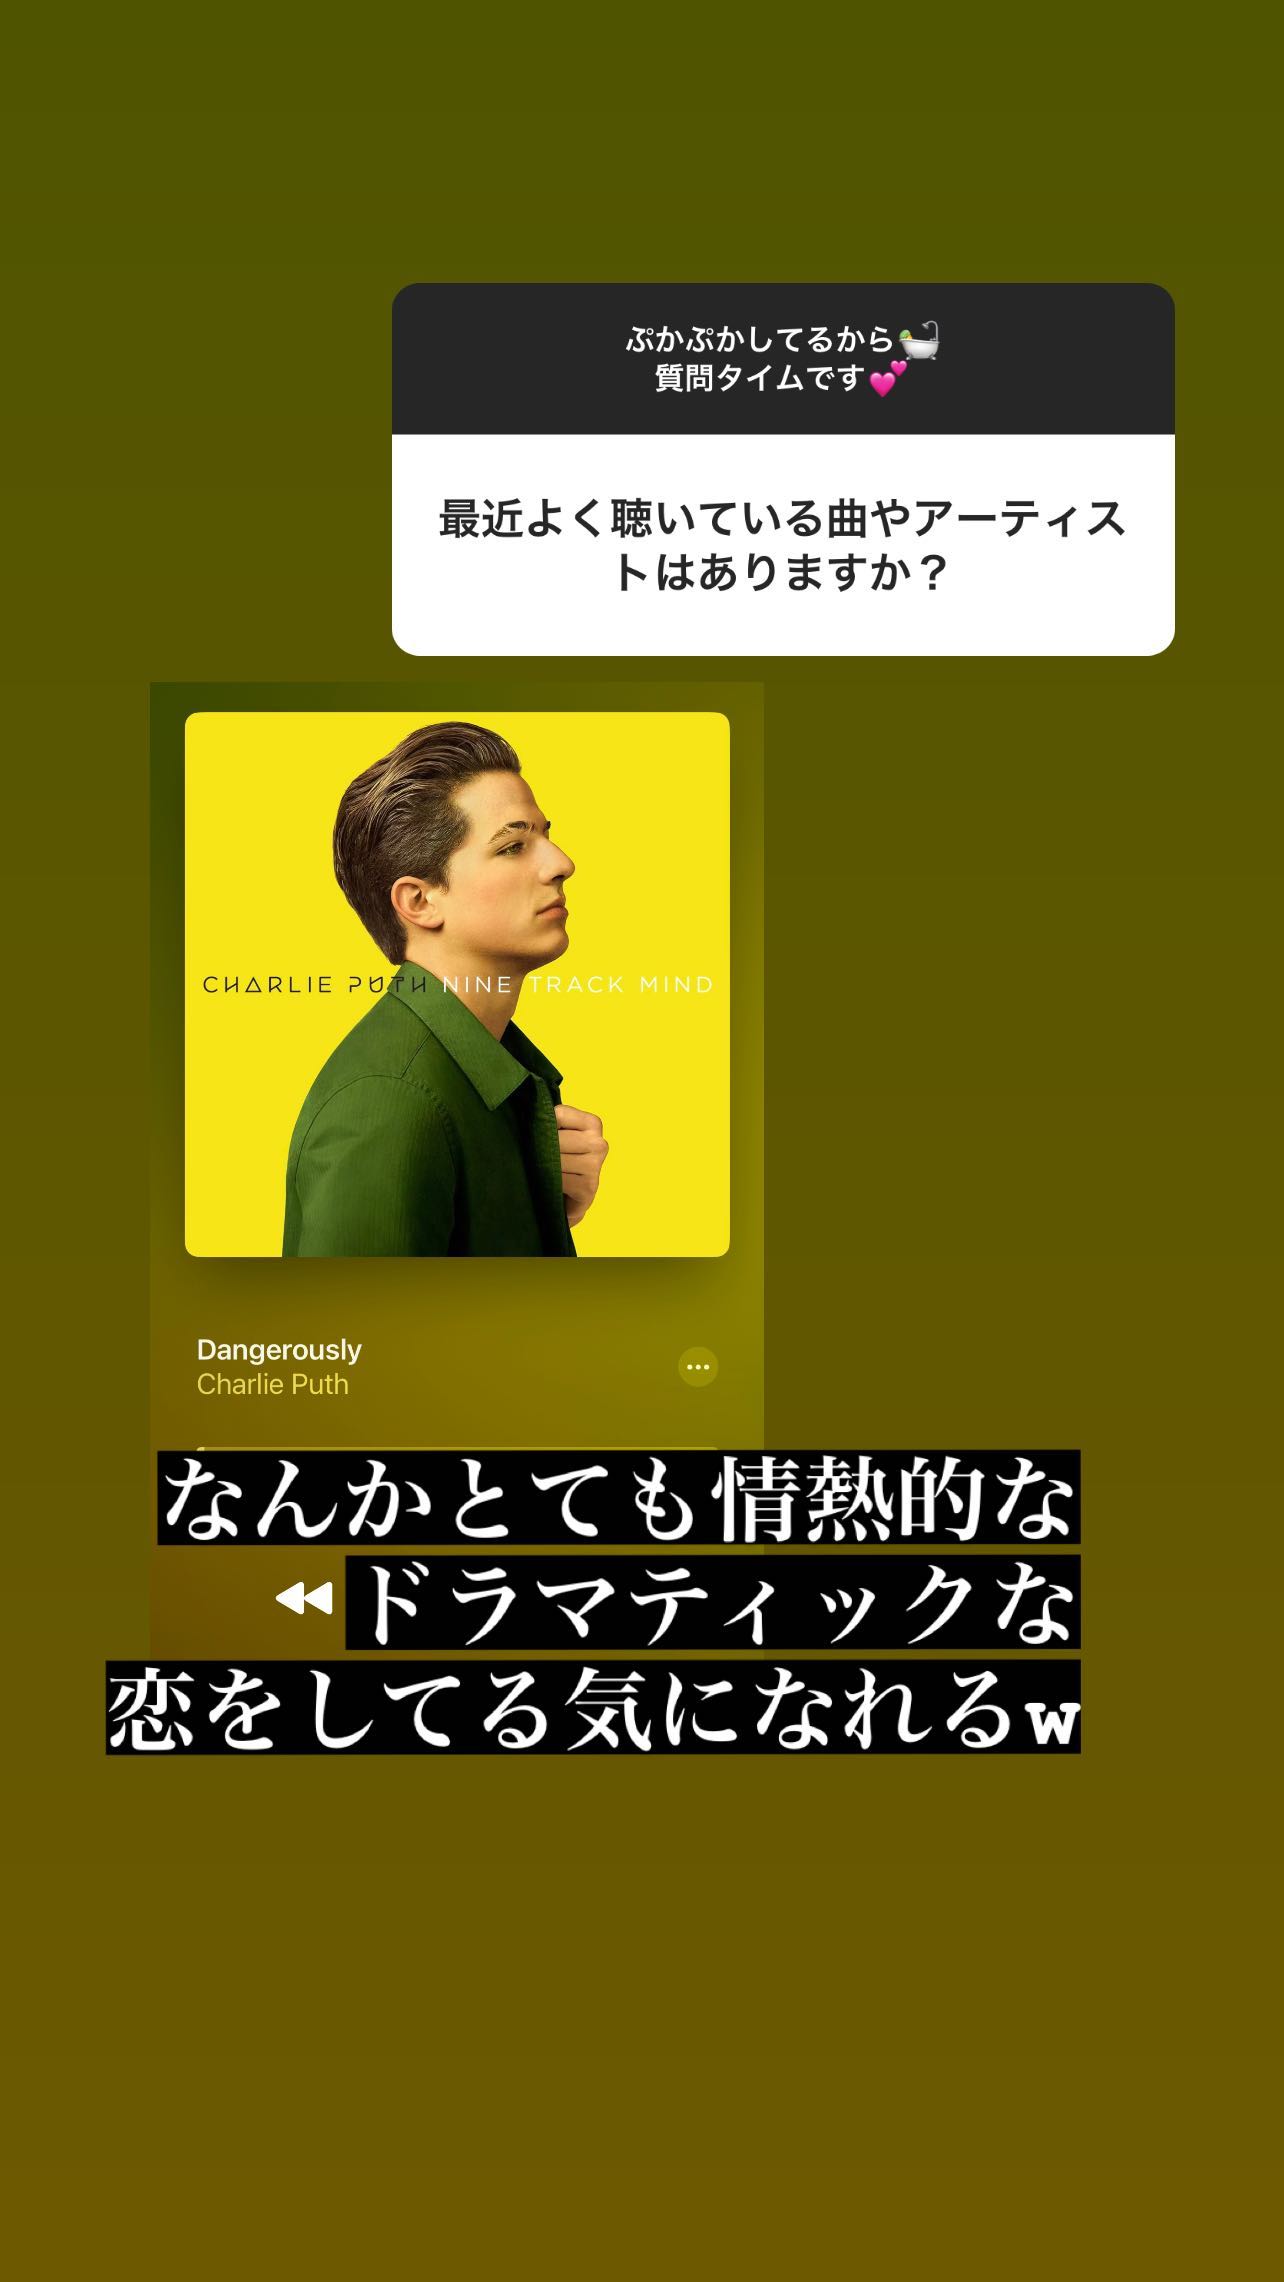 ぷかぷかしてるから🛀
質問タイムです💕
最近よく聴いている曲やアーティス
トはありますか？
CHARLIE PUTH NINE TRACK MIND
Dangerously
Charlie Puth
なんかとても情熱的な
ドラマティックな
恋をしてる気になれるw